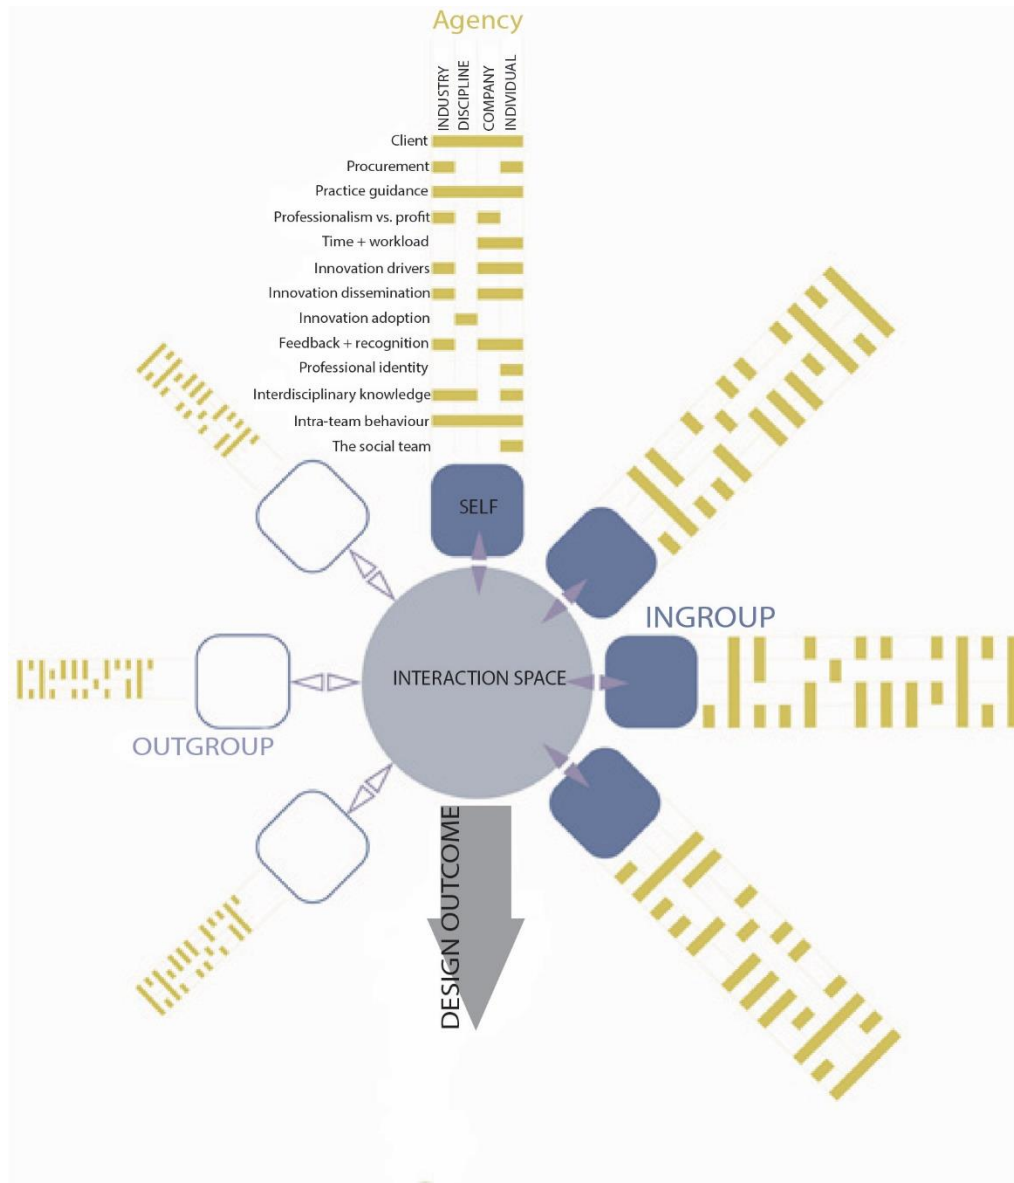 Agency
INDUSTRY
DISCIPLINE
COMPANY
INDIVIDUAL
Client
Procurement
Practice guidance
Professionalism vs. profit
Time + workload
Innovation drivers
Innovation dissemination
Innovation adoption
Feedback + recognition
Professional identity
Interdisciplinary knowledge
Intra-team behaviour
The social team
SELF
INGROUP
INTERACTION SPACE
OUTGROUP
DESIGN OUTCOME